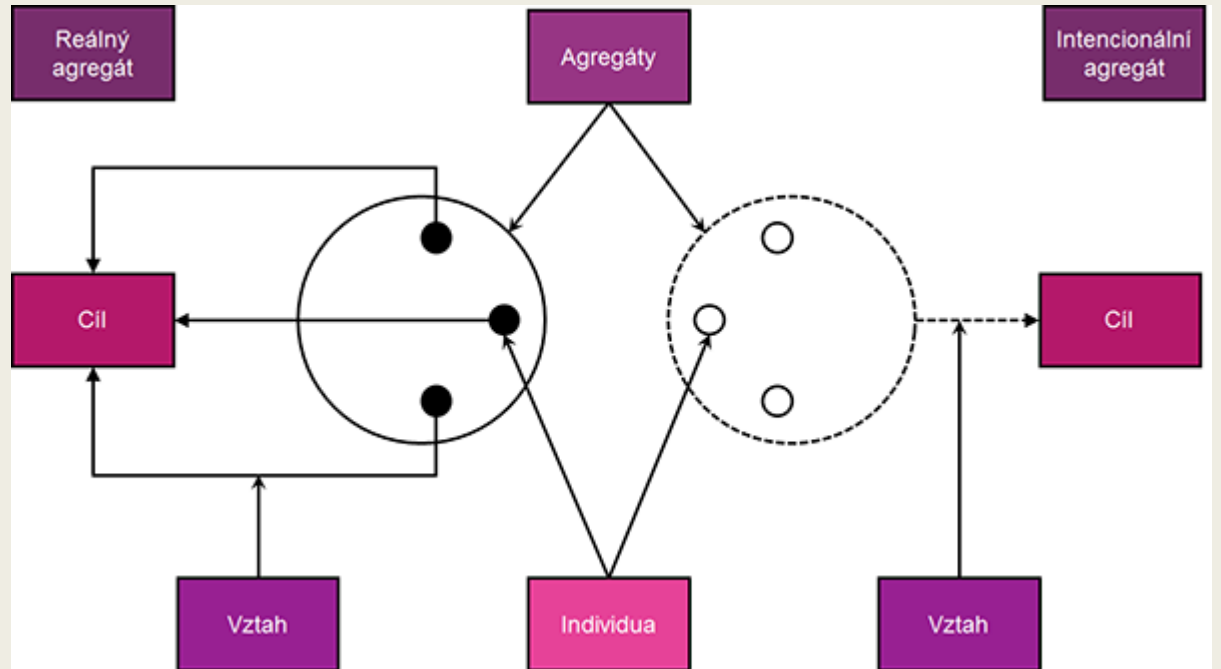 Reálný
agregát
Agregáty
Intencionální
agregát
Cíl
Cíl
Vztah
Individua
Vztah